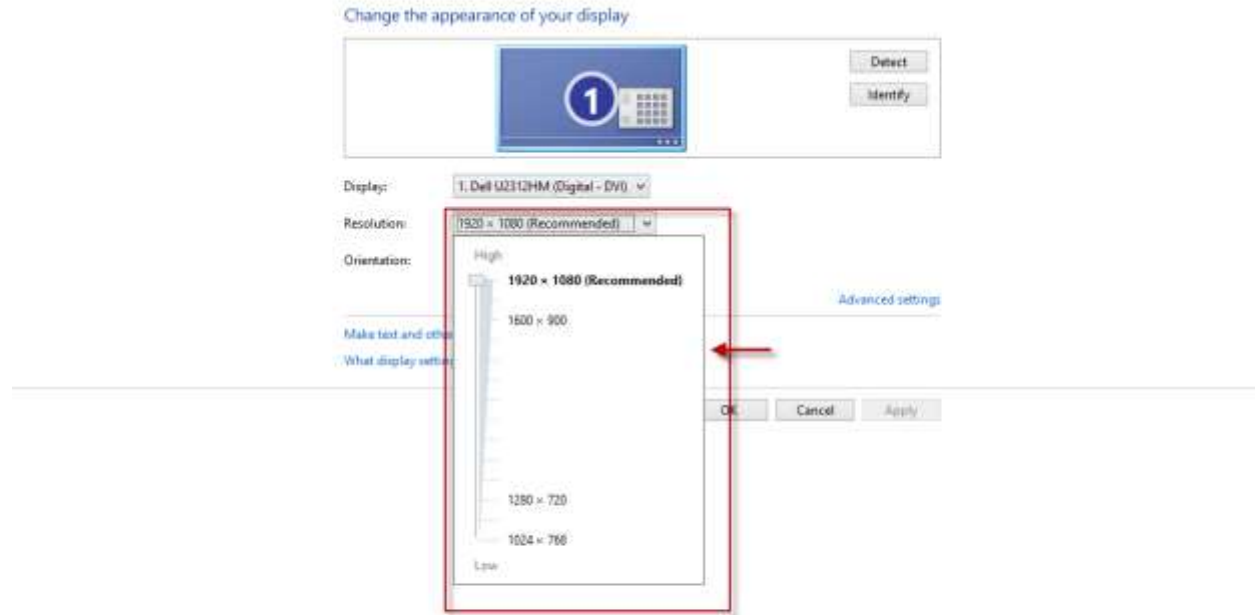 Change the appearance of your display
1
Detect
Identify
Display: 1. Dell U2312HM (Digital - DVI)
Resolution: 1920 × 1080 (Recommended)
Orientation:
High
1920 × 1080 (Recommended)
1600 × 900
Advanced settings
Make text and othe
What display setting
OK Cancel Apply
1280 × 720
1024 × 768
Low